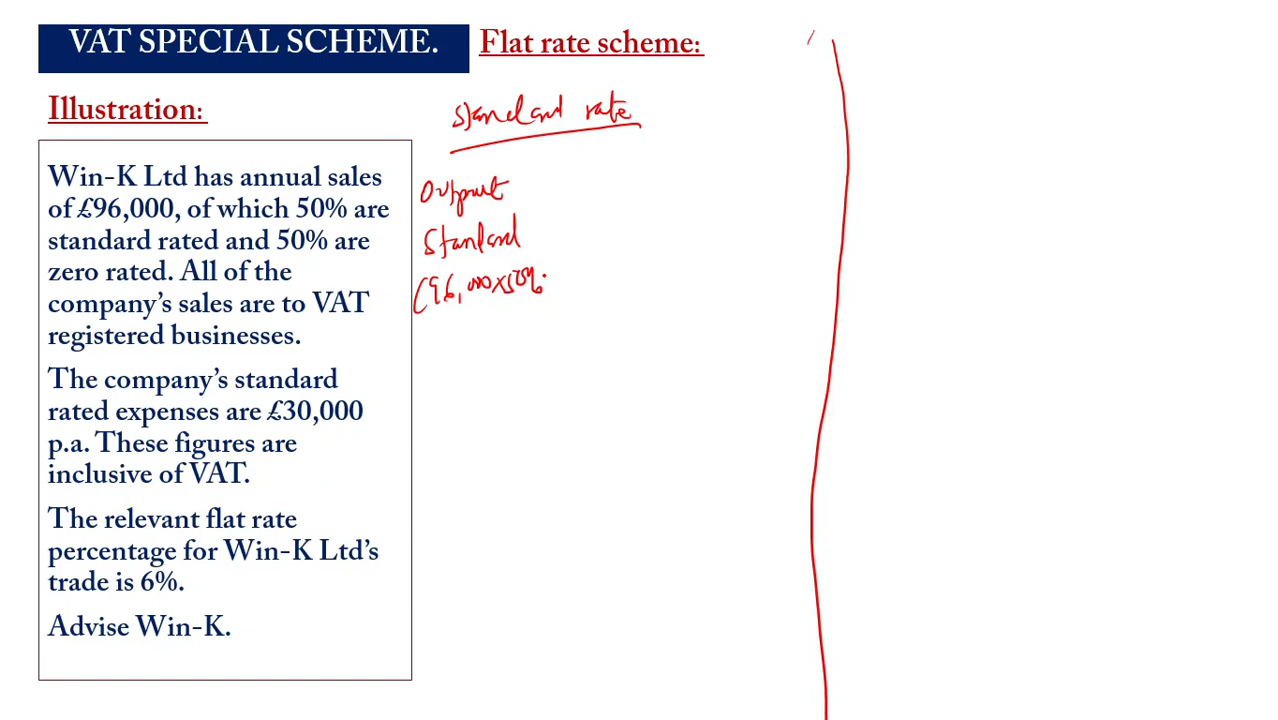 VAT SPECIAL SCHEME. Flat rate scheme:
Illustration:
Win-K Ltd has annual sales
of £96,000, of which 50% are
standard rated and 50% are
zero rated. All of the
company’s sales are to VAT
registered businesses.
The company’s standard
rated expenses are £30,000
p.a. These figures are
inclusive of VAT.
The relevant flat rate
percentage for Win-K Ltd’s
trade is 6%.
Advise Win-K.
Standard rate
Output
Standard
(96,000x50%